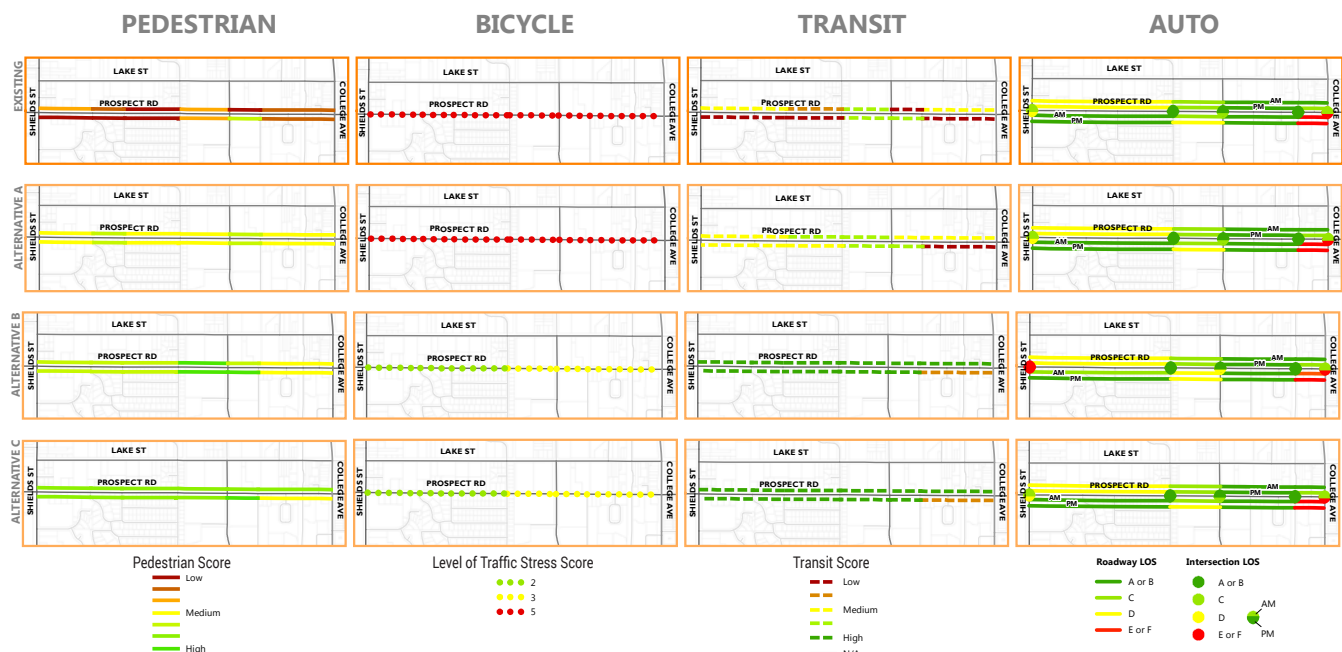 PEDESTRIAN
BICYCLE
TRANSIT
AUTO
EXISTING
LAKE ST
PROSPECT RD
SHIELDS ST
COLLEGE AVE
LAKE ST
PROSPECT RD
SHIELDS ST
COLLEGE AVE
LAKE ST
PROSPECT RD
SHIELDS ST
COLLEGE AVE
LAKE ST
PROSPECT RD
SHIELDS ST
COLLEGE AVE
AM
PM
AM
PM
ALTERNATIVE A
LAKE ST
PROSPECT RD
SHIELDS ST
COLLEGE AVE
LAKE ST
PROSPECT RD
SHIELDS ST
COLLEGE AVE
LAKE ST
PROSPECT RD
SHIELDS ST
COLLEGE AVE
LAKE ST
PROSPECT RD
SHIELDS ST
COLLEGE AVE
AM
PM
AM
PM
ALTERNATIVE B
LAKE ST
PROSPECT RD
SHIELDS ST
COLLEGE AVE
LAKE ST
PROSPECT RD
SHIELDS ST
COLLEGE AVE
LAKE ST
PROSPECT RD
SHIELDS ST
COLLEGE AVE
LAKE ST
PROSPECT RD
SHIELDS ST
COLLEGE AVE
AM
PM
AM
PM
ALTERNATIVE C
LAKE ST
PROSPECT RD
SHIELDS ST
COLLEGE AVE
LAKE ST
PROSPECT RD
SHIELDS ST
COLLEGE AVE
LAKE ST
PROSPECT RD
SHIELDS ST
COLLEGE AVE
LAKE ST
PROSPECT RD
SHIELDS ST
COLLEGE AVE
AM
PM
AM
PM
Pedestrian Score
Low
Medium
High
Level of Traffic Stress Score
2
3
5
Transit Score
Low
Medium
High
Roadway LOS
A or B
C
D
E or F
Intersection LOS
A or B
C
D
E or F
AM
PM